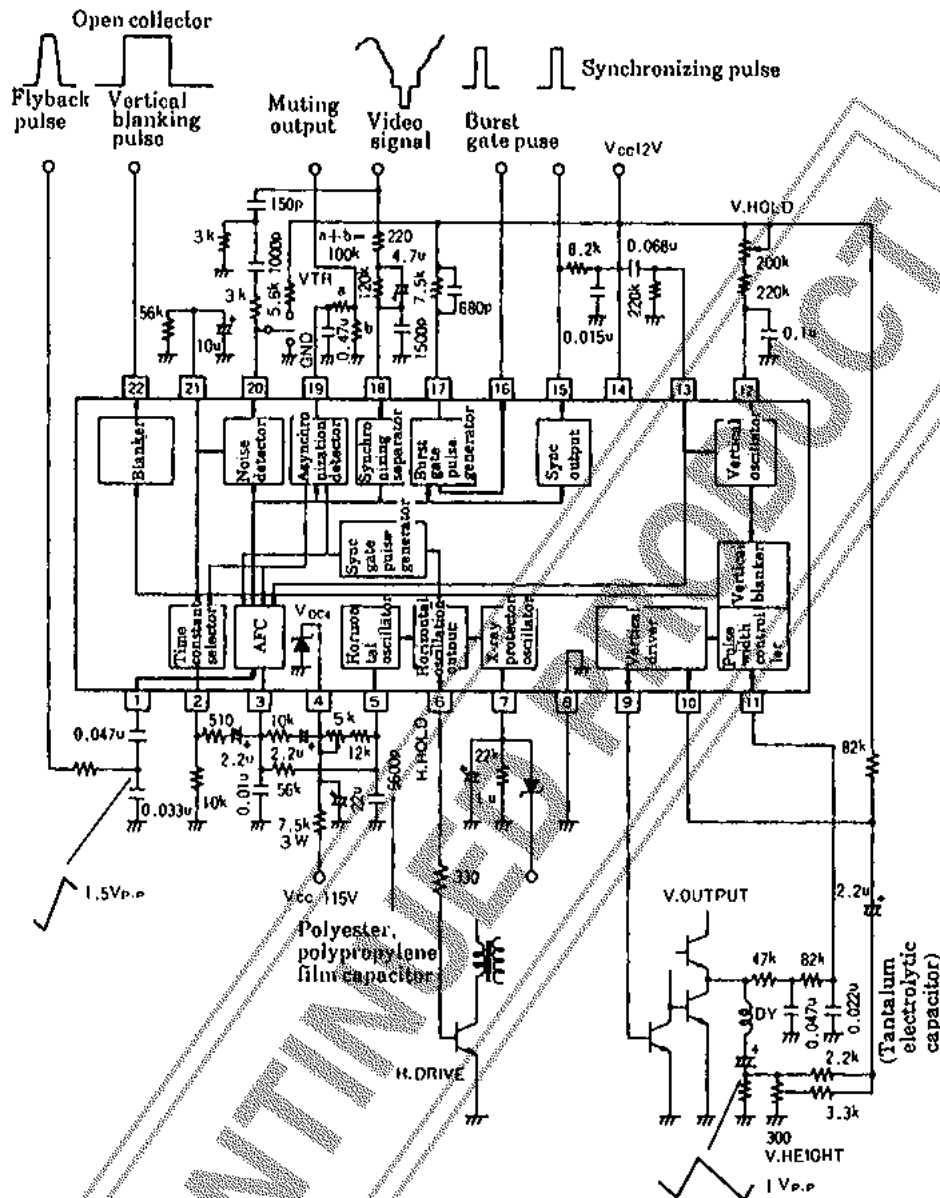 Open collector
Flyback pulse
Vertical blanking pulse
Muting output
Video signal
Burst gate puse
Synchronizing pulse
Vcc12V
150p
3k
1000p
3k
5.6k
VTR
a+b=100k
220
4.7u
120k
7.5k
680p
8.2k
0.068u
220k
0.015u
V.HOLD
200k
220k
0.1u
56k
10u
GND
0.47u
a
b
1500p
22
21
20
19
18
17
16
15
14
13
12
Blanker
Noise detector
Asynchronization detector
Synchronizing separator
Burst gate pulse generator
Sync output
Vertical oscillator
Sync gate pulse generator
Vertical blanker
Time constant selector
AFC
VDC4
Horizontal oscillator
Horizontal oscillation output
X-ray protector oscillator
Vertical driver
Pulse width controller
1
2
3
4
5
6
7
8
9
10
11
0.047u
0.033u
510
2.2u
10k
0.01u
10k
2.2u
56k
5k
12k
22u
7.5k
3W
5600p
H.HOLD
22k
1u
82k
1.5Vp.p
Vcc 115V
Polyester, polypropylene film capacitor
330
H.DRIVE
V.OUTPUT
47k
82k
DY
0.047u
0.022u
2.2u
2.2k
3.3k
300
V.HEIGHT
1Vp.p
(Tantalum electrolytic capacitor)
NTINUED PRODUCT